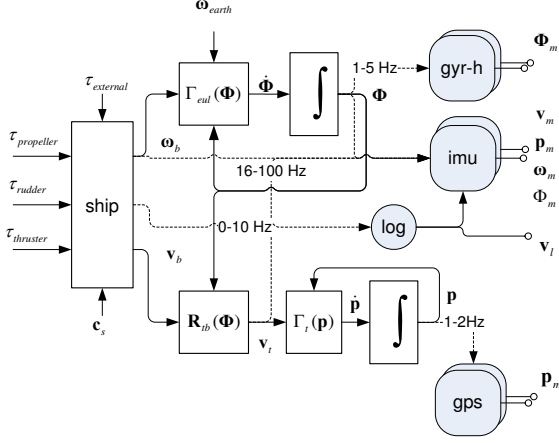 ω_earth
Φ_m
1-5 Hz
gyr-h
τ_external
Γ_eul(Φ)
Φ̇
∫
Φ
v_m
τ_propeller
ω_b
imu
p_m
16-100 Hz
ω_m
Φ_m
τ_rudder
ship
0-10 Hz
log
τ_thruster
v_b
v_l
p
c_s
R_tb(Φ)
v_t
Γ_t(p)
ṗ
∫
1-2Hz
gps
p_m